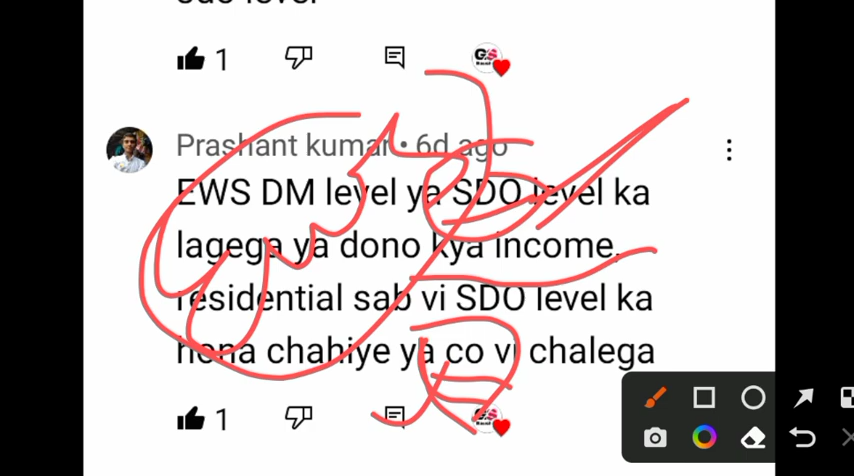 1
Prashant kumar • 6d ago
EWS DM level ya SDO level ka
lagega ya dono kya income,
residential sab vi SDO level ka
hona chahiye ya co vi chalega
1